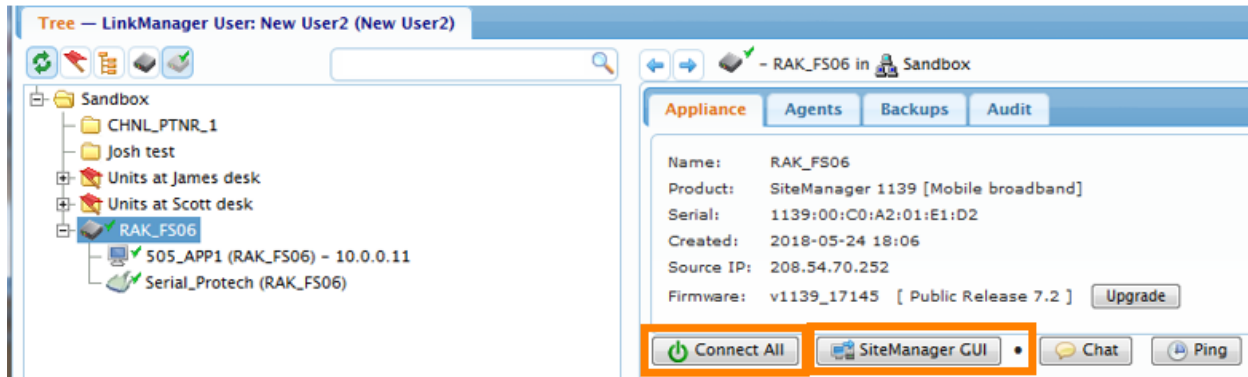 Tree — LinkManager User: New User2 (New User2)
– RAK_FS06 in Sandbox
Sandbox
CHNL_PTNR_1
Josh test
Units at James desk
Units at Scott desk
RAK_FS06
505_APP1 (RAK_FS06) – 10.0.0.11
Serial_Protech (RAK_FS06)
Appliance Agents Backups Audit
Name: RAK_FS06
Product: SiteManager 1139 [Mobile broadband]
Serial: 1139:00:C0:A2:01:E1:D2
Created: 2018-05-24 18:06
Source IP: 208.54.70.252
Firmware: v1139_17145 [ Public Release 7.2 ] Upgrade
Connect All SiteManager GUI • Chat Ping